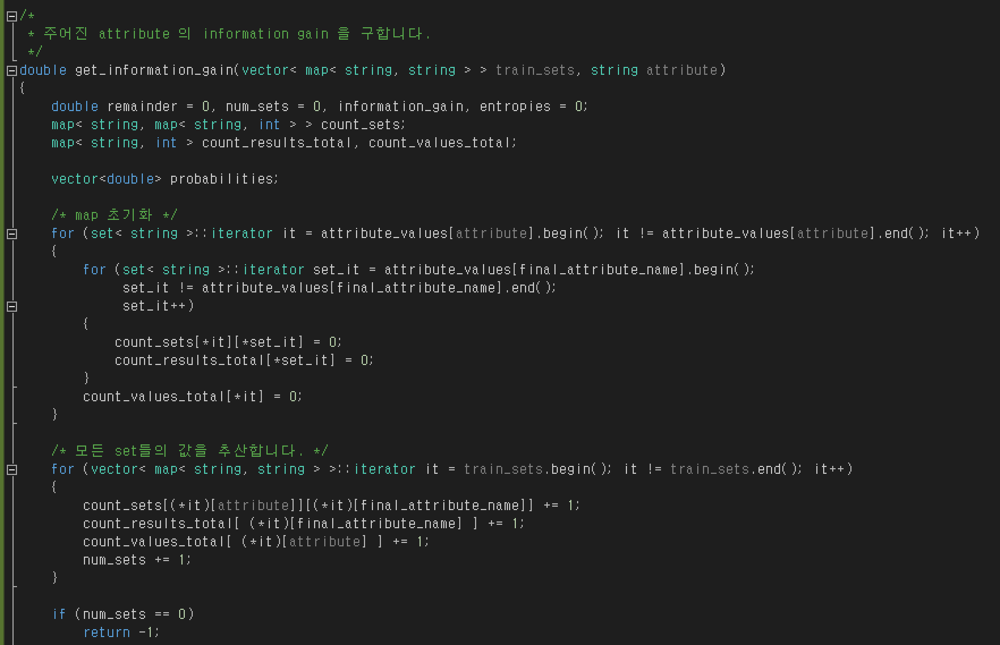 /*
 * 주어진 attribute 의 information gain 을 구합니다.
 */
double get_information_gain(vector< map< string, string > > train_sets, string attribute)
{
    double remainder = 0, num_sets = 0, information_gain, entropies = 0;
    map< string, map< string, int > > count_sets;
    map< string, int > count_results_total, count_values_total;

    vector<double> probabilities;

    /* map 초기화 */
    for (set< string >::iterator it = attribute_values[attribute].begin(); it != attribute_values[attribute].end(); it++)
    {
        for (set< string >::iterator set_it = attribute_values[final_attribute_name].begin();
             set_it != attribute_values[final_attribute_name].end();
             set_it++)
        {
            count_sets[*it][*set_it] = 0;
            count_results_total[*set_it] = 0;
        }
        count_values_total[*it] = 0;
    }

    /* 모든 set들의 값을 추산합니다. */
    for (vector< map< string, string > >::iterator it = train_sets.begin(); it != train_sets.end(); it++)
    {
        count_sets[(*it)[attribute]][(*it)[final_attribute_name]] += 1;
        count_results_total[ (*it)[final_attribute_name] ] += 1;
        count_values_total[ (*it)[attribute] ] += 1;
        num_sets += 1;
    }

    if (num_sets == 0)
        return -1;